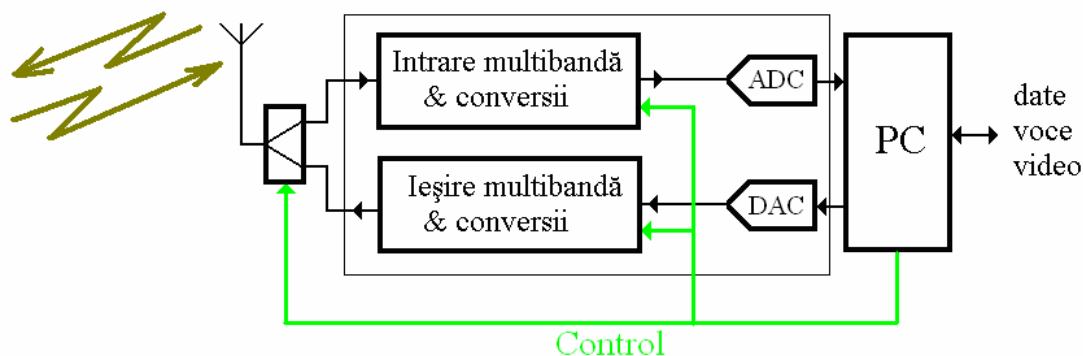 Intrare multibandă
& conversii
ADC
PC
date
voce
video
Ieşire multibandă
& conversii
DAC
Control